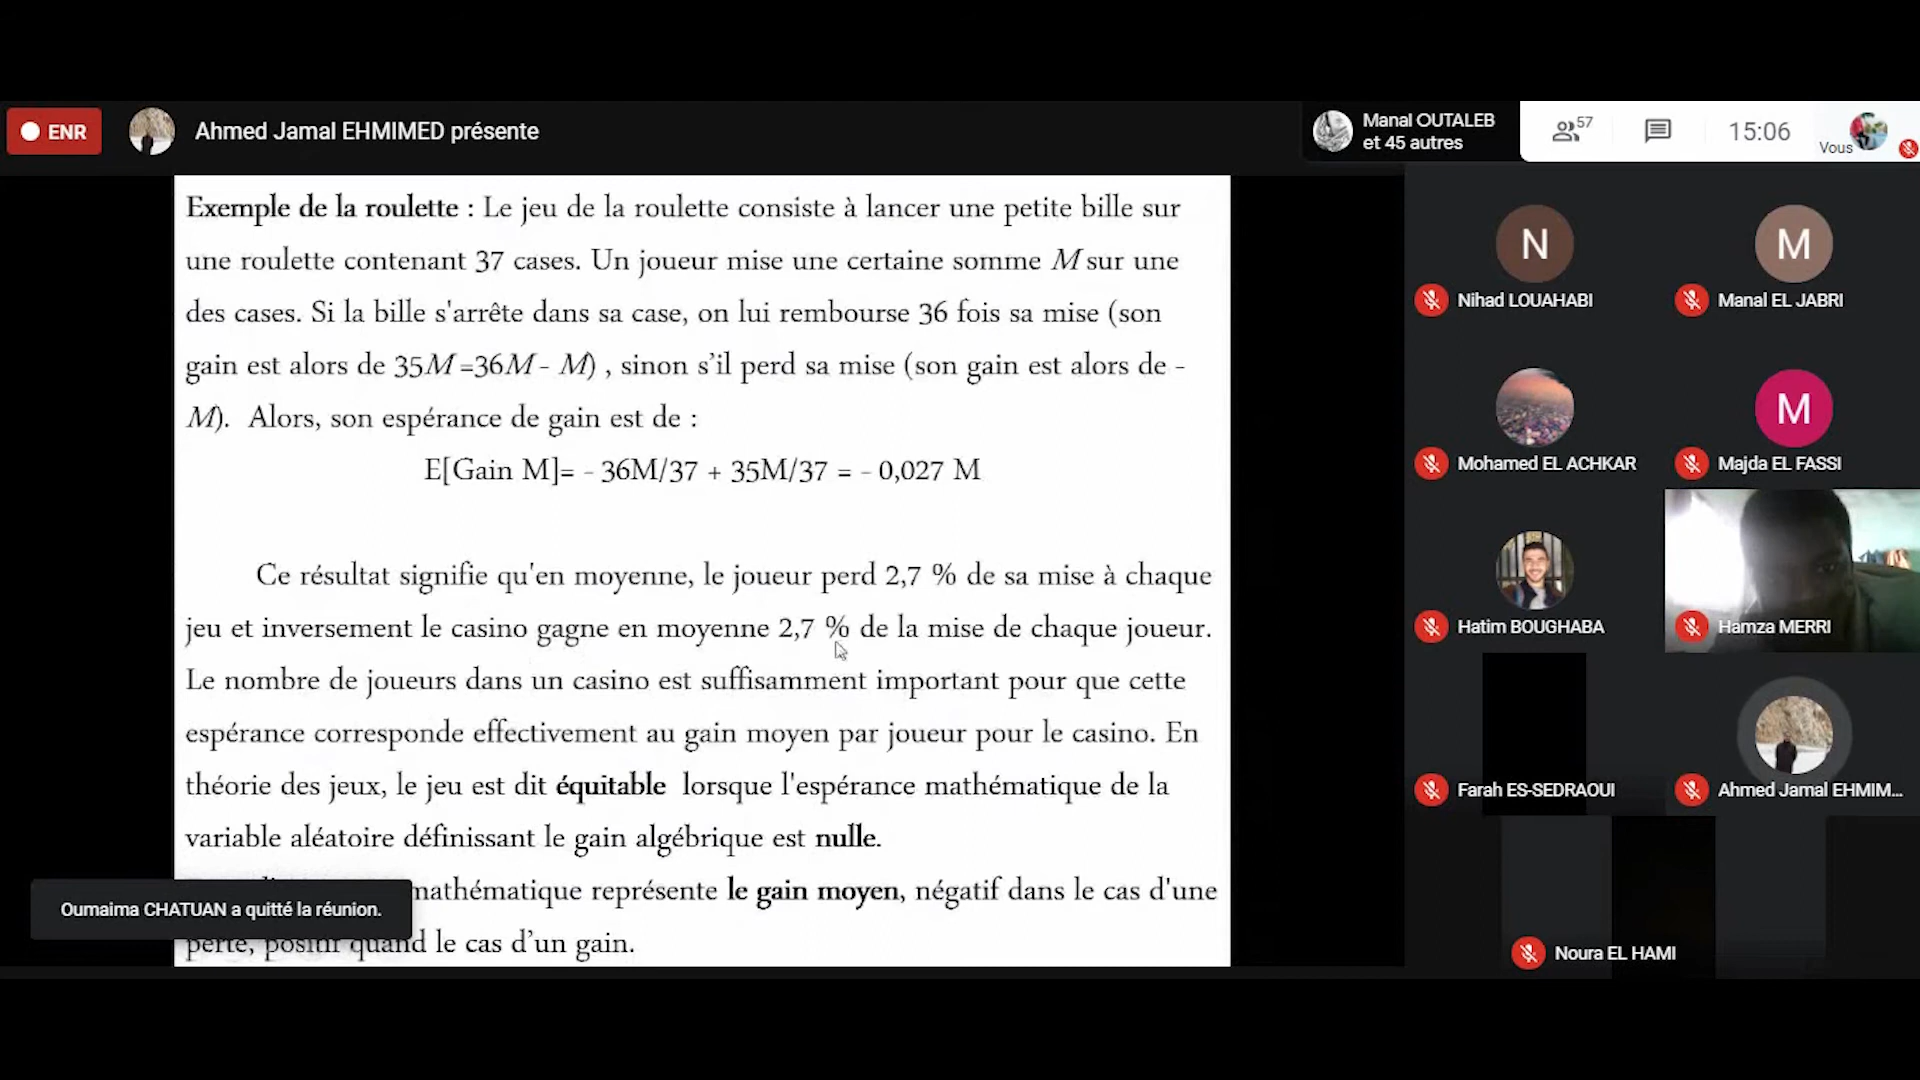 ENR
Ahmed Jamal EHMIMED présente
Manal OUTALEB
et 45 autres
57
15:06
Vous
Exemple de la roulette : Le jeu de la roulette consiste à lancer une petite bille sur
une roulette contenant 37 cases. Un joueur mise une certaine somme M sur une
des cases. Si la bille s'arrête dans sa case, on lui rembourse 36 fois sa mise (son
gain est alors de 35M =36M - M) , sinon s'il perd sa mise (son gain est alors de -
M). Alors, son espérance de gain est de :
E[Gain M]= - 36M/37 + 35M/37 = - 0,027 M
Ce résultat signifie qu'en moyenne, le joueur perd 2,7 % de sa mise à chaque
jeu et inversement le casino gagne en moyenne 2,7 % de la mise de chaque joueur.
Le nombre de joueurs dans un casino est suffisamment important pour que cette
espérance corresponde effectivement au gain moyen par joueur pour le casino. En
théorie des jeux, le jeu est dit équitable lorsque l'espérance mathématique de la
variable aléatoire définissant le gain algébrique est nulle.
mathématique représente le gain moyen, négatif dans le cas d'une
perte, positif quand le cas d'un gain.
Oumaima CHATUAN a quitté la réunion.
N
M
Nihad LOUAHABI
Manal EL JABRI
M
Mohamed EL ACHKAR
Majda EL FASSI
Hatim BOUGHABA
Hamza MERRI
Farah ES-SEDRAOUI
Ahmed Jamal EHMIM...
Noura EL HAMI